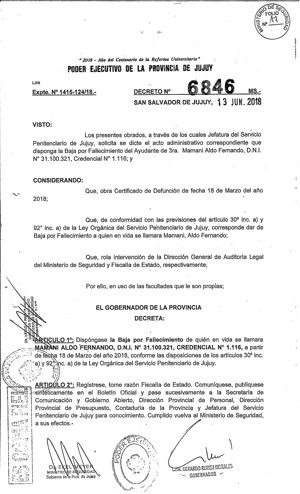 MINISTERIO DE SEGURIDAD
FOLIO
"2018 - Año del Centenario de la Reforma Universitaria"
PODER EJECUTIVO DE LA PROVINCIA DE JUJUY
LAN
Expte. Nº 1415-124/18.- DECRETO Nº 6846 MS.-
SAN SALVADOR DE JUJUY, 13 JUN. 2018
VISTO:
Los presentes obrados, a través de los cuales Jefatura del Servicio
Penitenciario de Jujuy, solicita se dicte el acto administrativo correspondiente que
disponga la Baja por Fallecimiento del Ayudante de 3ra. Mamani Aldo Fernando, D.N.I.
N° 31.100.321, Credencial N° 1.116; y
CONSIDERANDO:
Que, obra Certificado de Defunción de fecha 18 de Marzo del año
2018;
Que, de conformidad con las previsiones del artículo 30º inc. a) y
92° inc. a) de la Ley Orgánica del Servicio Penitenciario de Jujuy, corresponde dar de
Baja por Fallecimiento a quien en vida se llamara Mamani Aldo, Fernando;
Que, rola Intervención de la Dirección General de Auditoría Legal
del Ministerio de Seguridad y Fiscalía de Estado, respectivamente;
Por ello, en uso de las facultades que le son propias;
EL GOBERNADOR DE LA PROVINCIA
DECRETA:
ARTÍCULO 1°: Dispóngase la Baja por Fallecimiento de quién en vida se llamara
MAMANI ALDO FERNANDO, D.N.I. N° 31.100.321, CREDENCIAL N° 1.116, a partir
de fecha 18 de Marzo del año 2018, conforme las disposiciones de los artículos 30º inc.
a) y 92° inc. a) de la Ley Orgánica del Servicio Penitenciario de Jujuy.
ARTÍCULO 2°: Regístrese, tome razón Fiscalía de Estado. Comuníquese, publíquese
sintéticamente en el Boletín Oficial y pase sucesivamente a la Secretaría de
Comunicación y Gobierno Abierto, Dirección Provincial de Personal, Dirección
Provincial de Presupuesto, Contaduría de la Provincia y Jefatura del Servicio
Penitenciario de Jujuy para conocimiento. Cumplido vuelva al Ministerio de Seguridad,
a sus efectos.-
MEYER
MINISTRO DE SEGURIDAD
Gobierno de la Pcia. de Jujuy
PODER EJECUTIVO
GERARDO RUBEN MORALES
GOBERNADOR